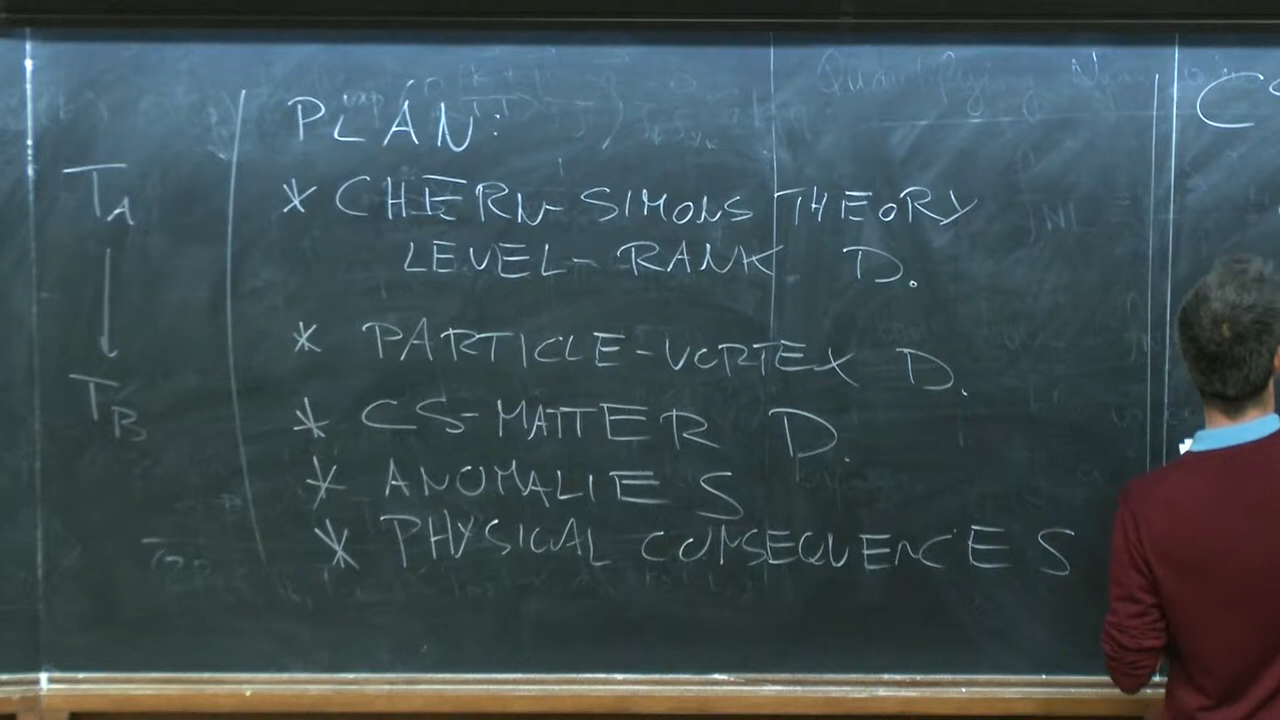 T_A
T_B
PLAN:
* CHERN-SIMONS THEORY
LEVEL-RANK D.
* PARTICLE-VORTEX D.
* CS-MATTER D.
* ANOMALIES
* PHYSICAL CONSEQUENCES